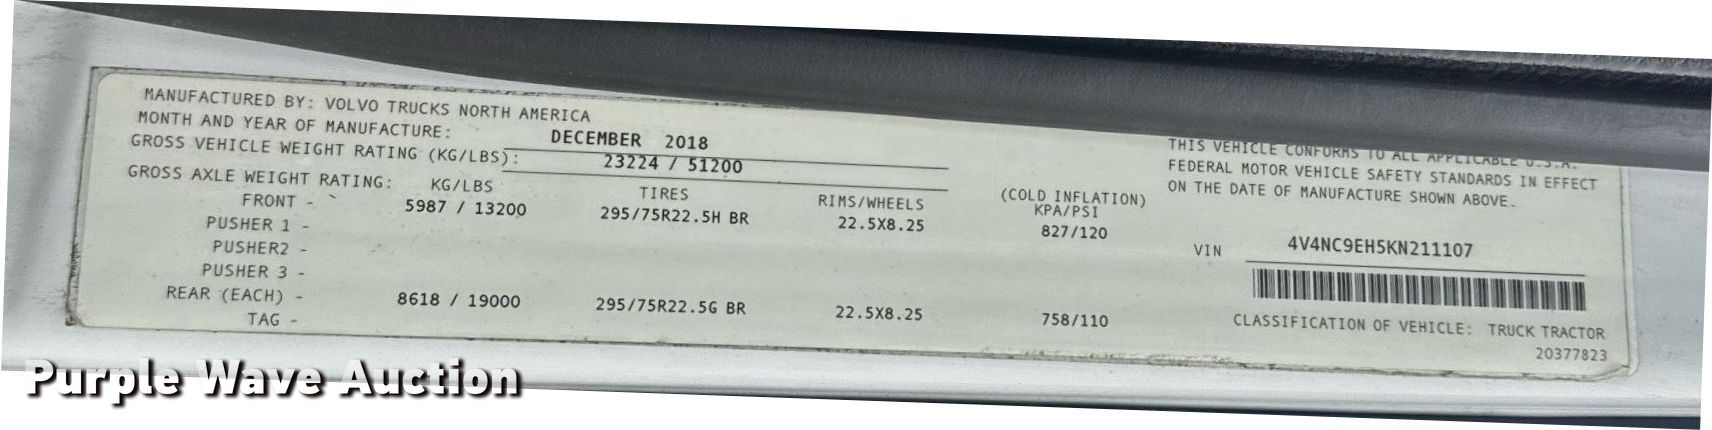 MANUFACTURED BY: VOLVO TRUCKS NORTH AMERICA
MONTH AND YEAR OF MANUFACTURE: DECEMBER 2018
GROSS VEHICLE WEIGHT RATING (KG/LBS): 23224 / 51200
GROSS AXLE WEIGHT RATING: KG/LBS TIRES RIMS/WHEELS (COLD INFLATION) KPA/PSI
FRONT - 5987 / 13200 295/75R22.5H BR 22.5X8.25 827/120
PUSHER 1 -
PUSHER2 -
PUSHER 3 -
REAR (EACH) - 8618 / 19000 295/75R22.5G BR 22.5X8.25 758/110
TAG -
THIS VEHICLE CONFORMS TO ALL APPLICABLE U.S.A.
FEDERAL MOTOR VEHICLE SAFETY STANDARDS IN EFFECT
ON THE DATE OF MANUFACTURE SHOWN ABOVE.
VIN 4V4NC9EH5KN211107
CLASSIFICATION OF VEHICLE: TRUCK TRACTOR
20377823
Purple Wave Auction